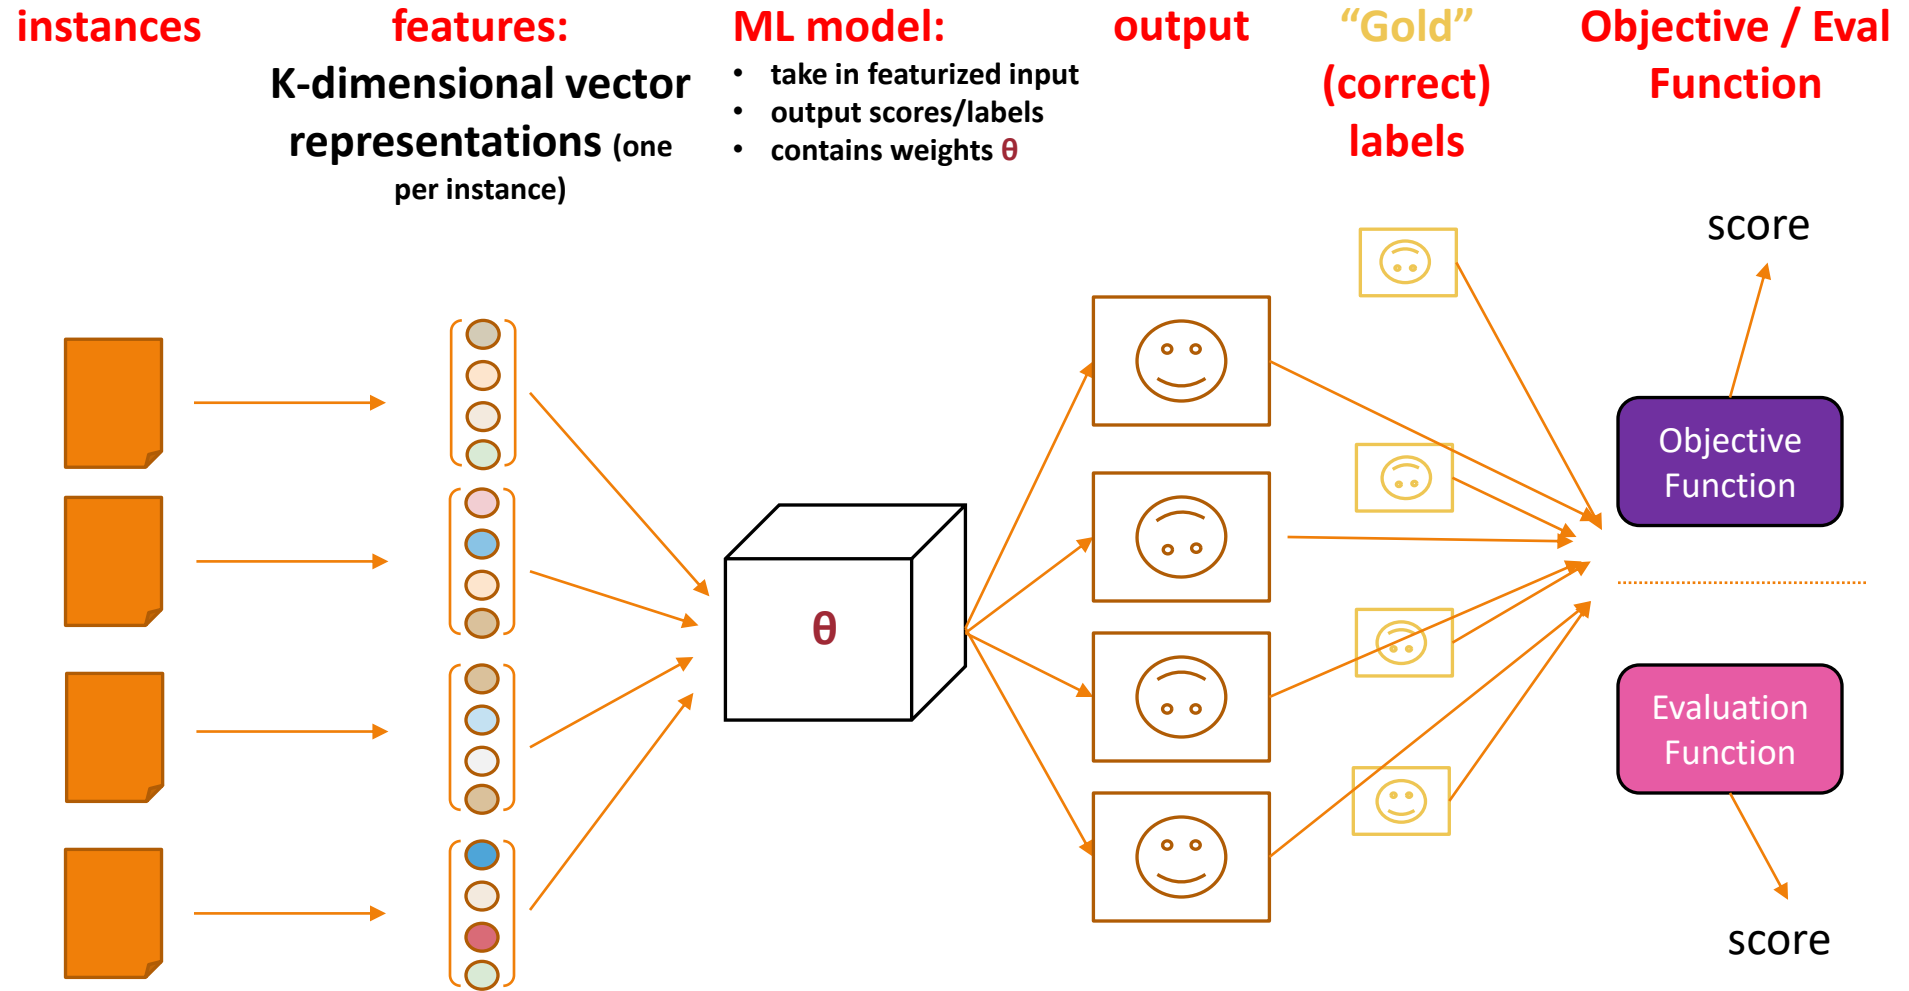 instances
features:
K-dimensional vector
representations (one
per instance)
ML model:
• take in featurized input
• output scores/labels
• contains weights θ
output
“Gold”
(correct)
labels
Objective / Eval
Function
score
Objective
Function
θ
Evaluation
Function
score